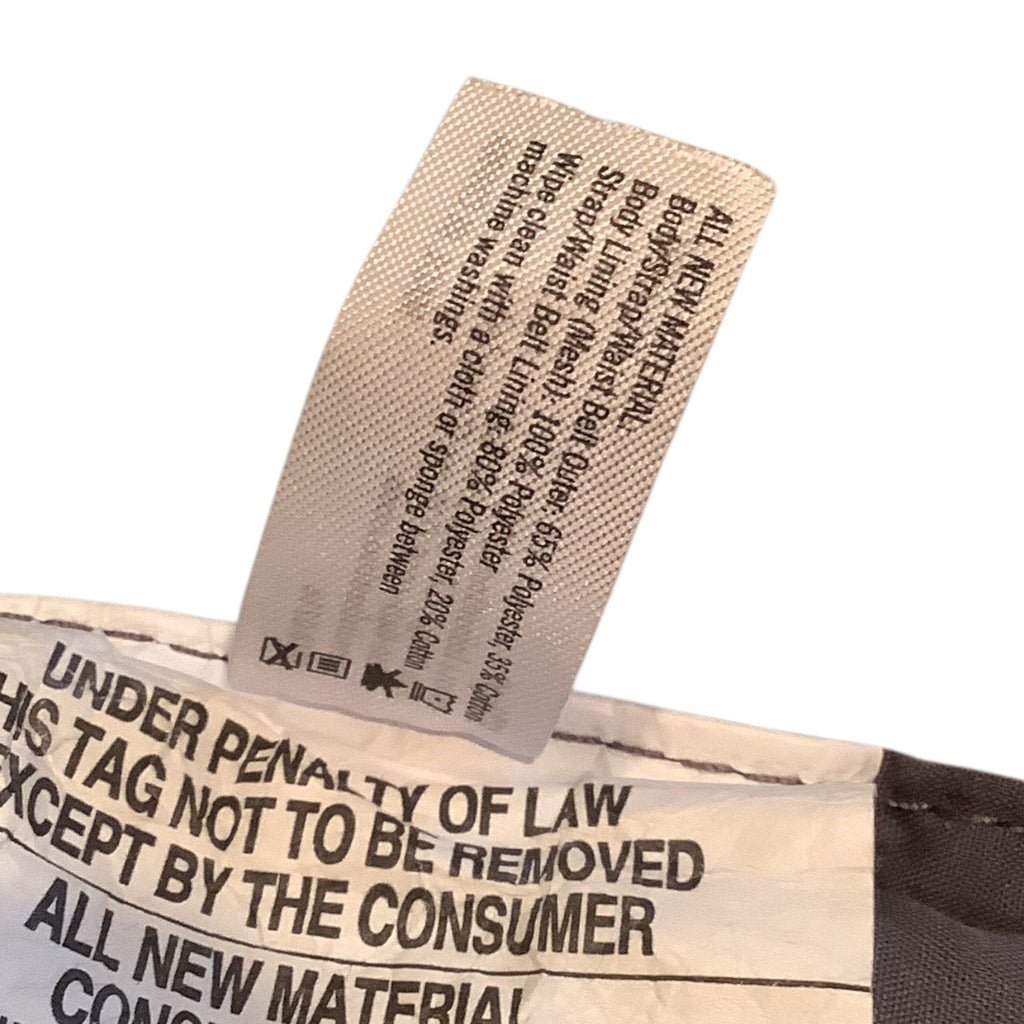 ALL NEW MATERIAL:
Body/Strap/Waist Belt Outer: 65% Polyester, 35% Cotton
Body Lining (Mesh): 100% Polyester
Strap/Waist Belt Lining: 80% Polyester, 20% Cotton
Wipe clean with a cloth or sponge between
machine washings.
UNDER PENALTY OF LAW
HIS TAG NOT TO BE REMOVED
EXCEPT BY THE CONSUMER
ALL NEW MATERIAL
CONS